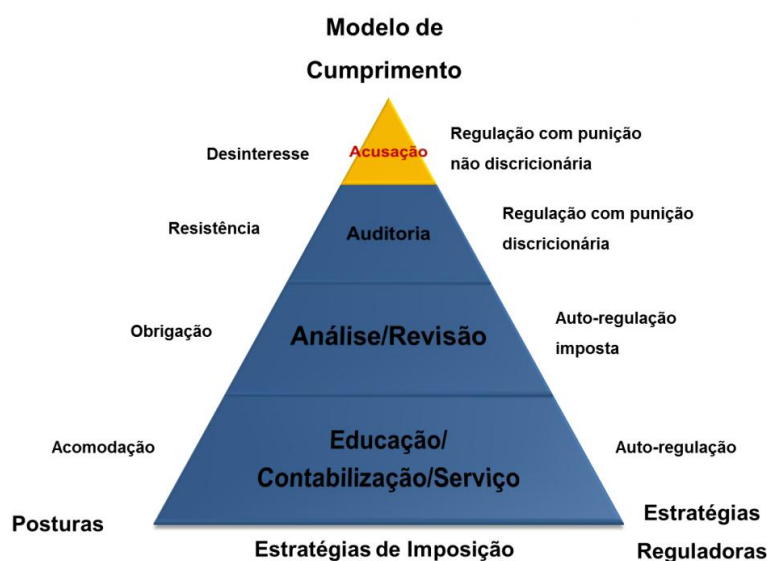 Modelo de
Cumprimento
Desinteresse
Acusação
Regulação com punição
não discricionária
Resistência
Auditoria
Regulação com punição
discricionária
Obrigação
Análise/Revisão
Auto-regulação
imposta
Acomodação
Educação/
Contabilização/Serviço
Auto-regulação
Posturas
Estratégias de Imposição
Estratégias
Reguladoras